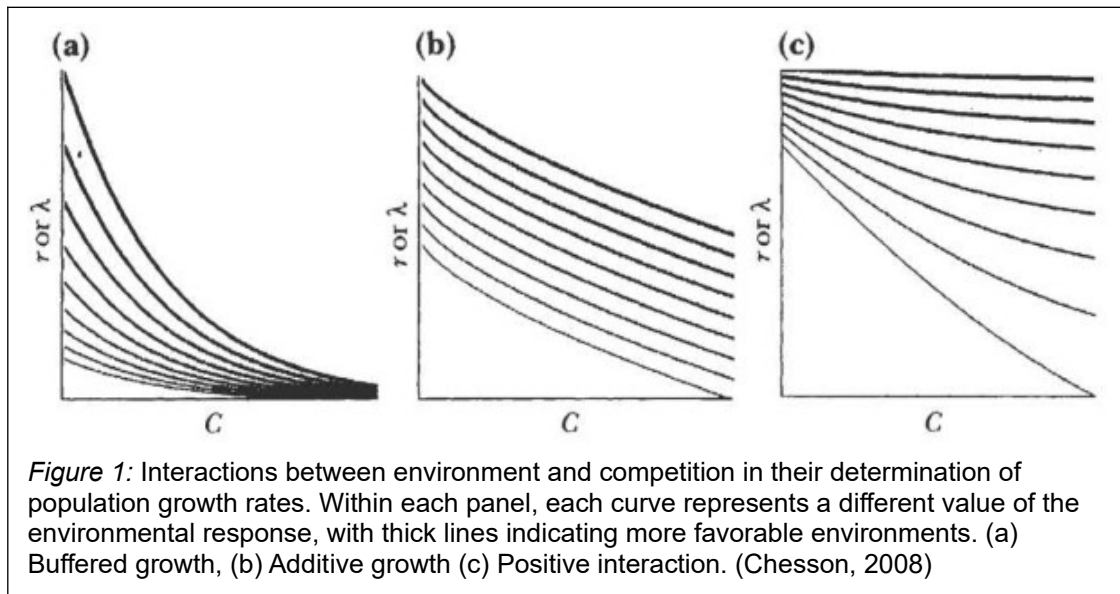 (a) (b) (c)
r or λ r or λ r or λ
C C C
Figure 1: Interactions between environment and competition in their determination of
population growth rates. Within each panel, each curve represents a different value of the
environmental response, with thick lines indicating more favorable environments. (a)
Buffered growth, (b) Additive growth (c) Positive interaction. (Chesson, 2008)